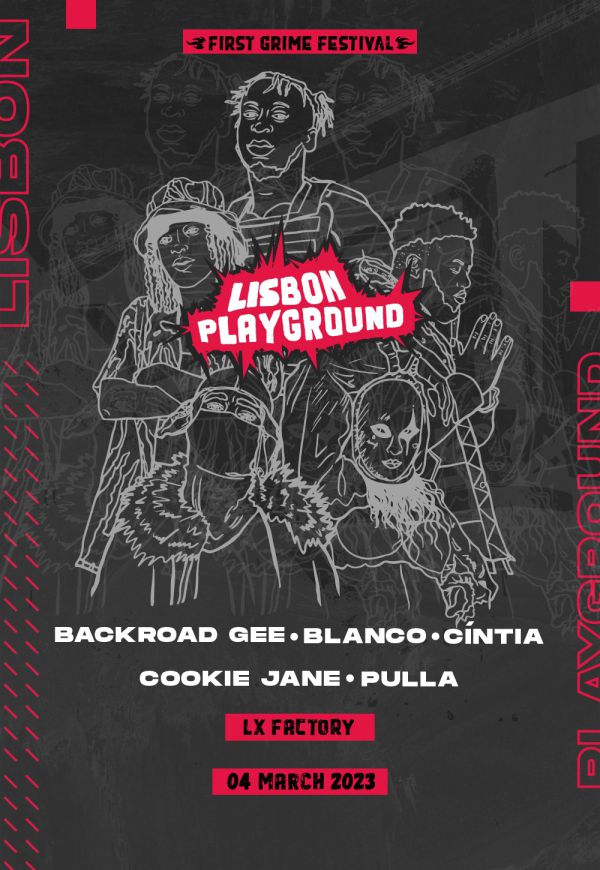 FIRST GRIME FESTIVAL
LISBON
LISBON
PLAYGROUND
PLAYGROUND
BACKROAD GEE • BLANCO • CÍNTIA
COOKIE JANE • PULLA
LX FACTORY
04 MARCH 2023